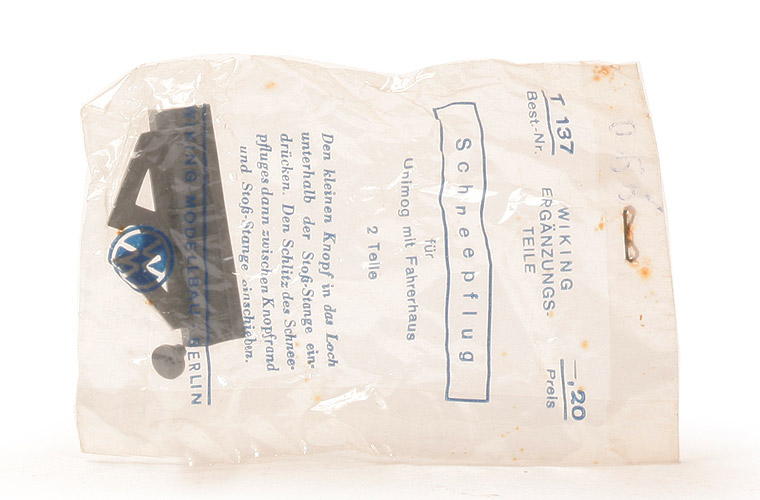 T 137
Best.-Nr.
WIKING
ERGÄNZUNGS-
TEILE
—,20
Preis
Schneepflug
für
Unimog mit Fahrerhaus
2 Teile
Den kleinen Knopf in das Loch
unterhalb der Stoß-Stange ein-
drücken. Den Schlitz des Schnee-
pfluges dann zwischen Knopfrand
und Stoß-Stange einschieben.
WIKING MODELLBAU BERLIN